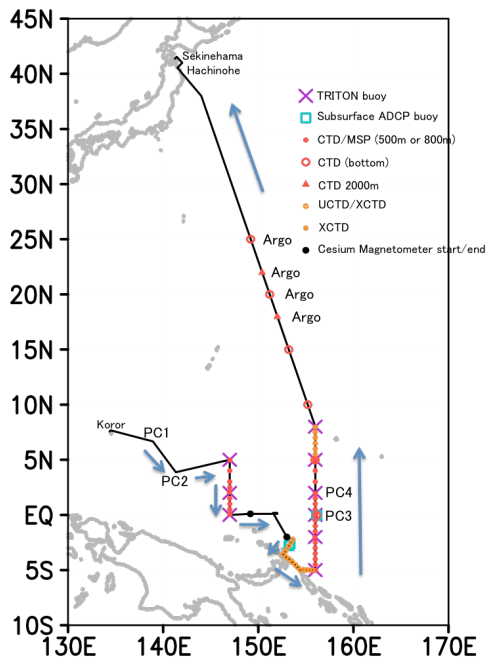 45N
Sekinehama
Hachinohe
40N
TRITON buoy
Subsurface ADCP buoy
35N
CTD/MSP (500m or 800m)
CTD (bottom)
30N
CTD 2000m
UCTD/XCTD
XCTD
25N
Argo
Cesium Magnetometer start/end
Argo
20N
Argo
Argo
15N
10N
Koror
PC1
5N
PC2
PC4
EQ
PC3
5S
10S
130E
140E
150E
160E
170E